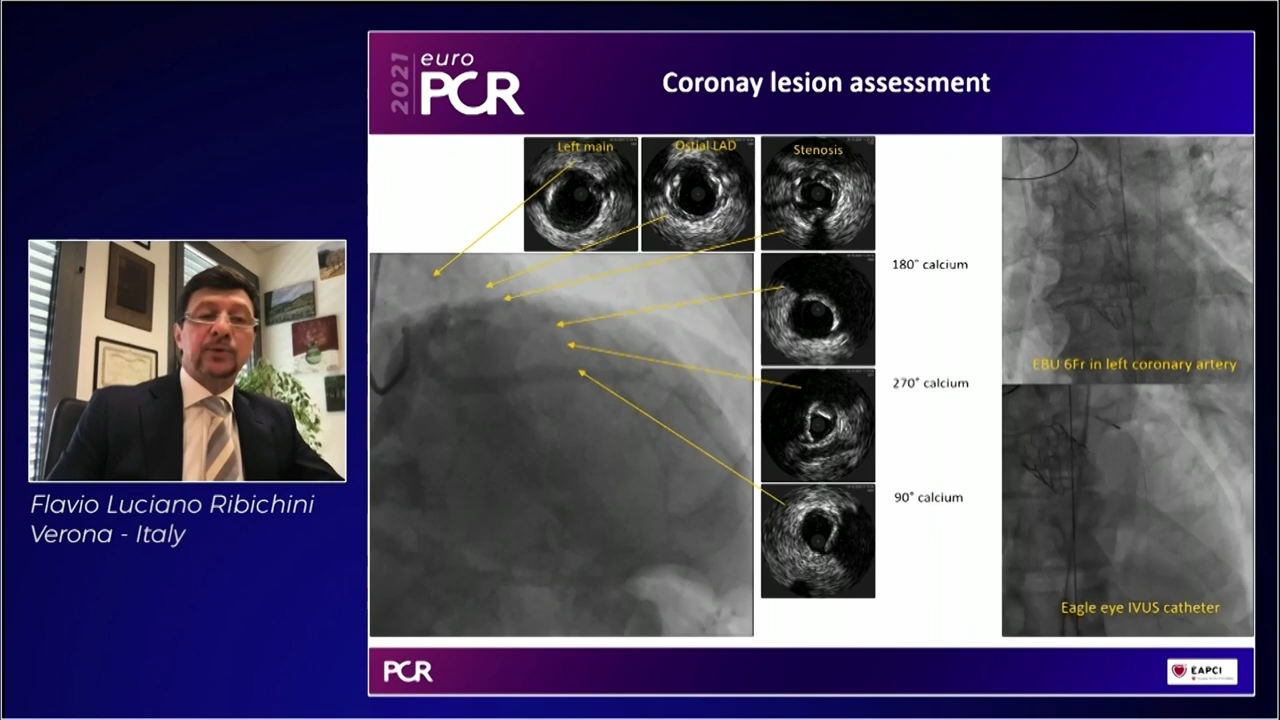 2021 euro
PCR
Coronay lesion assessment
Left main
Ostial LAD
Stenosis
180° calcium
270° calcium
90° calcium
EBU 6Fr in left coronary artery
Eagle eye IVUS catheter
Flavio Luciano Ribichini
Verona - Italy
PCR
EAPCI